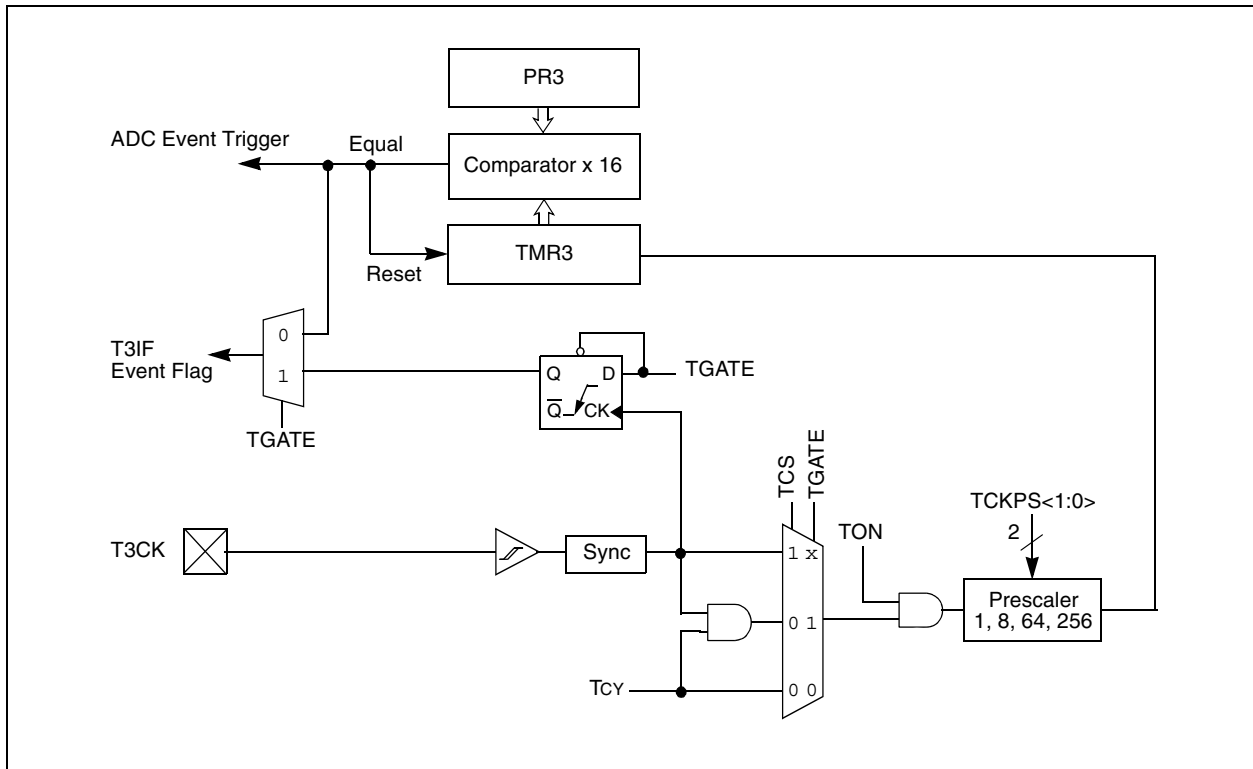 PR3
ADC Event Trigger
Equal
Comparator x 16
TMR3
Reset
0
T3IF
Event Flag
1
TGATE
Q D
Q̅ CK
TGATE
TCS
TGATE
TCKPS<1:0>
2
TON
T3CK
Sync
1 x
Prescaler
1, 8, 64, 256
0 1
TCY
0 0